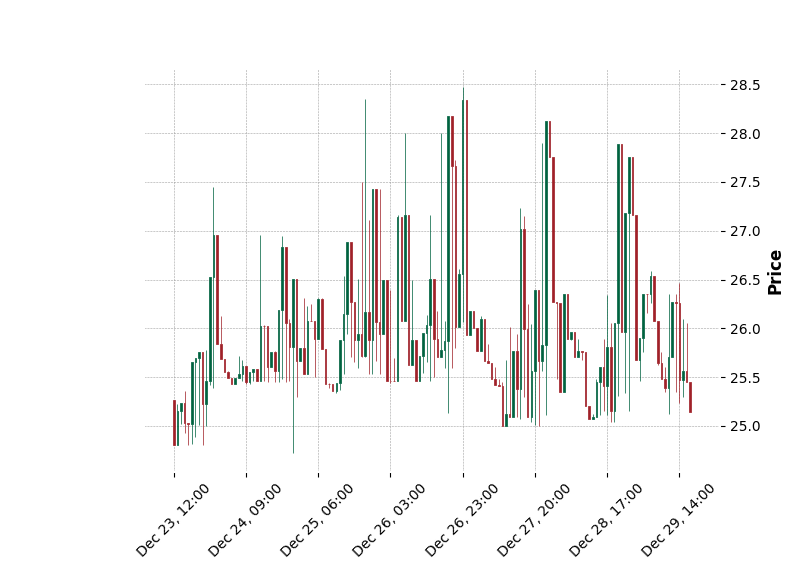 28.5
28.0
27.5
27.0
26.5
26.0
25.5
25.0
Price
Dec 23, 12:00
Dec 24, 09:00
Dec 25, 06:00
Dec 26, 03:00
Dec 26, 23:00
Dec 27, 20:00
Dec 28, 17:00
Dec 29, 14:00